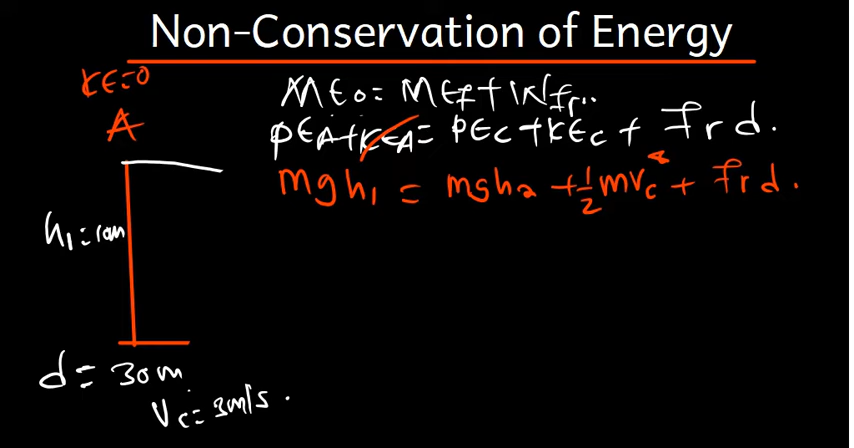 Non-Conservation of Energy
KE=0
A
ME₀ = MEf + Wfr..
PEA + KEA = PEC + KEC + Frd.
mgh₁ = mgh₂ + ½mvc² + Frd.
h₁=10m
d = 30m
Vc = 3m/s.